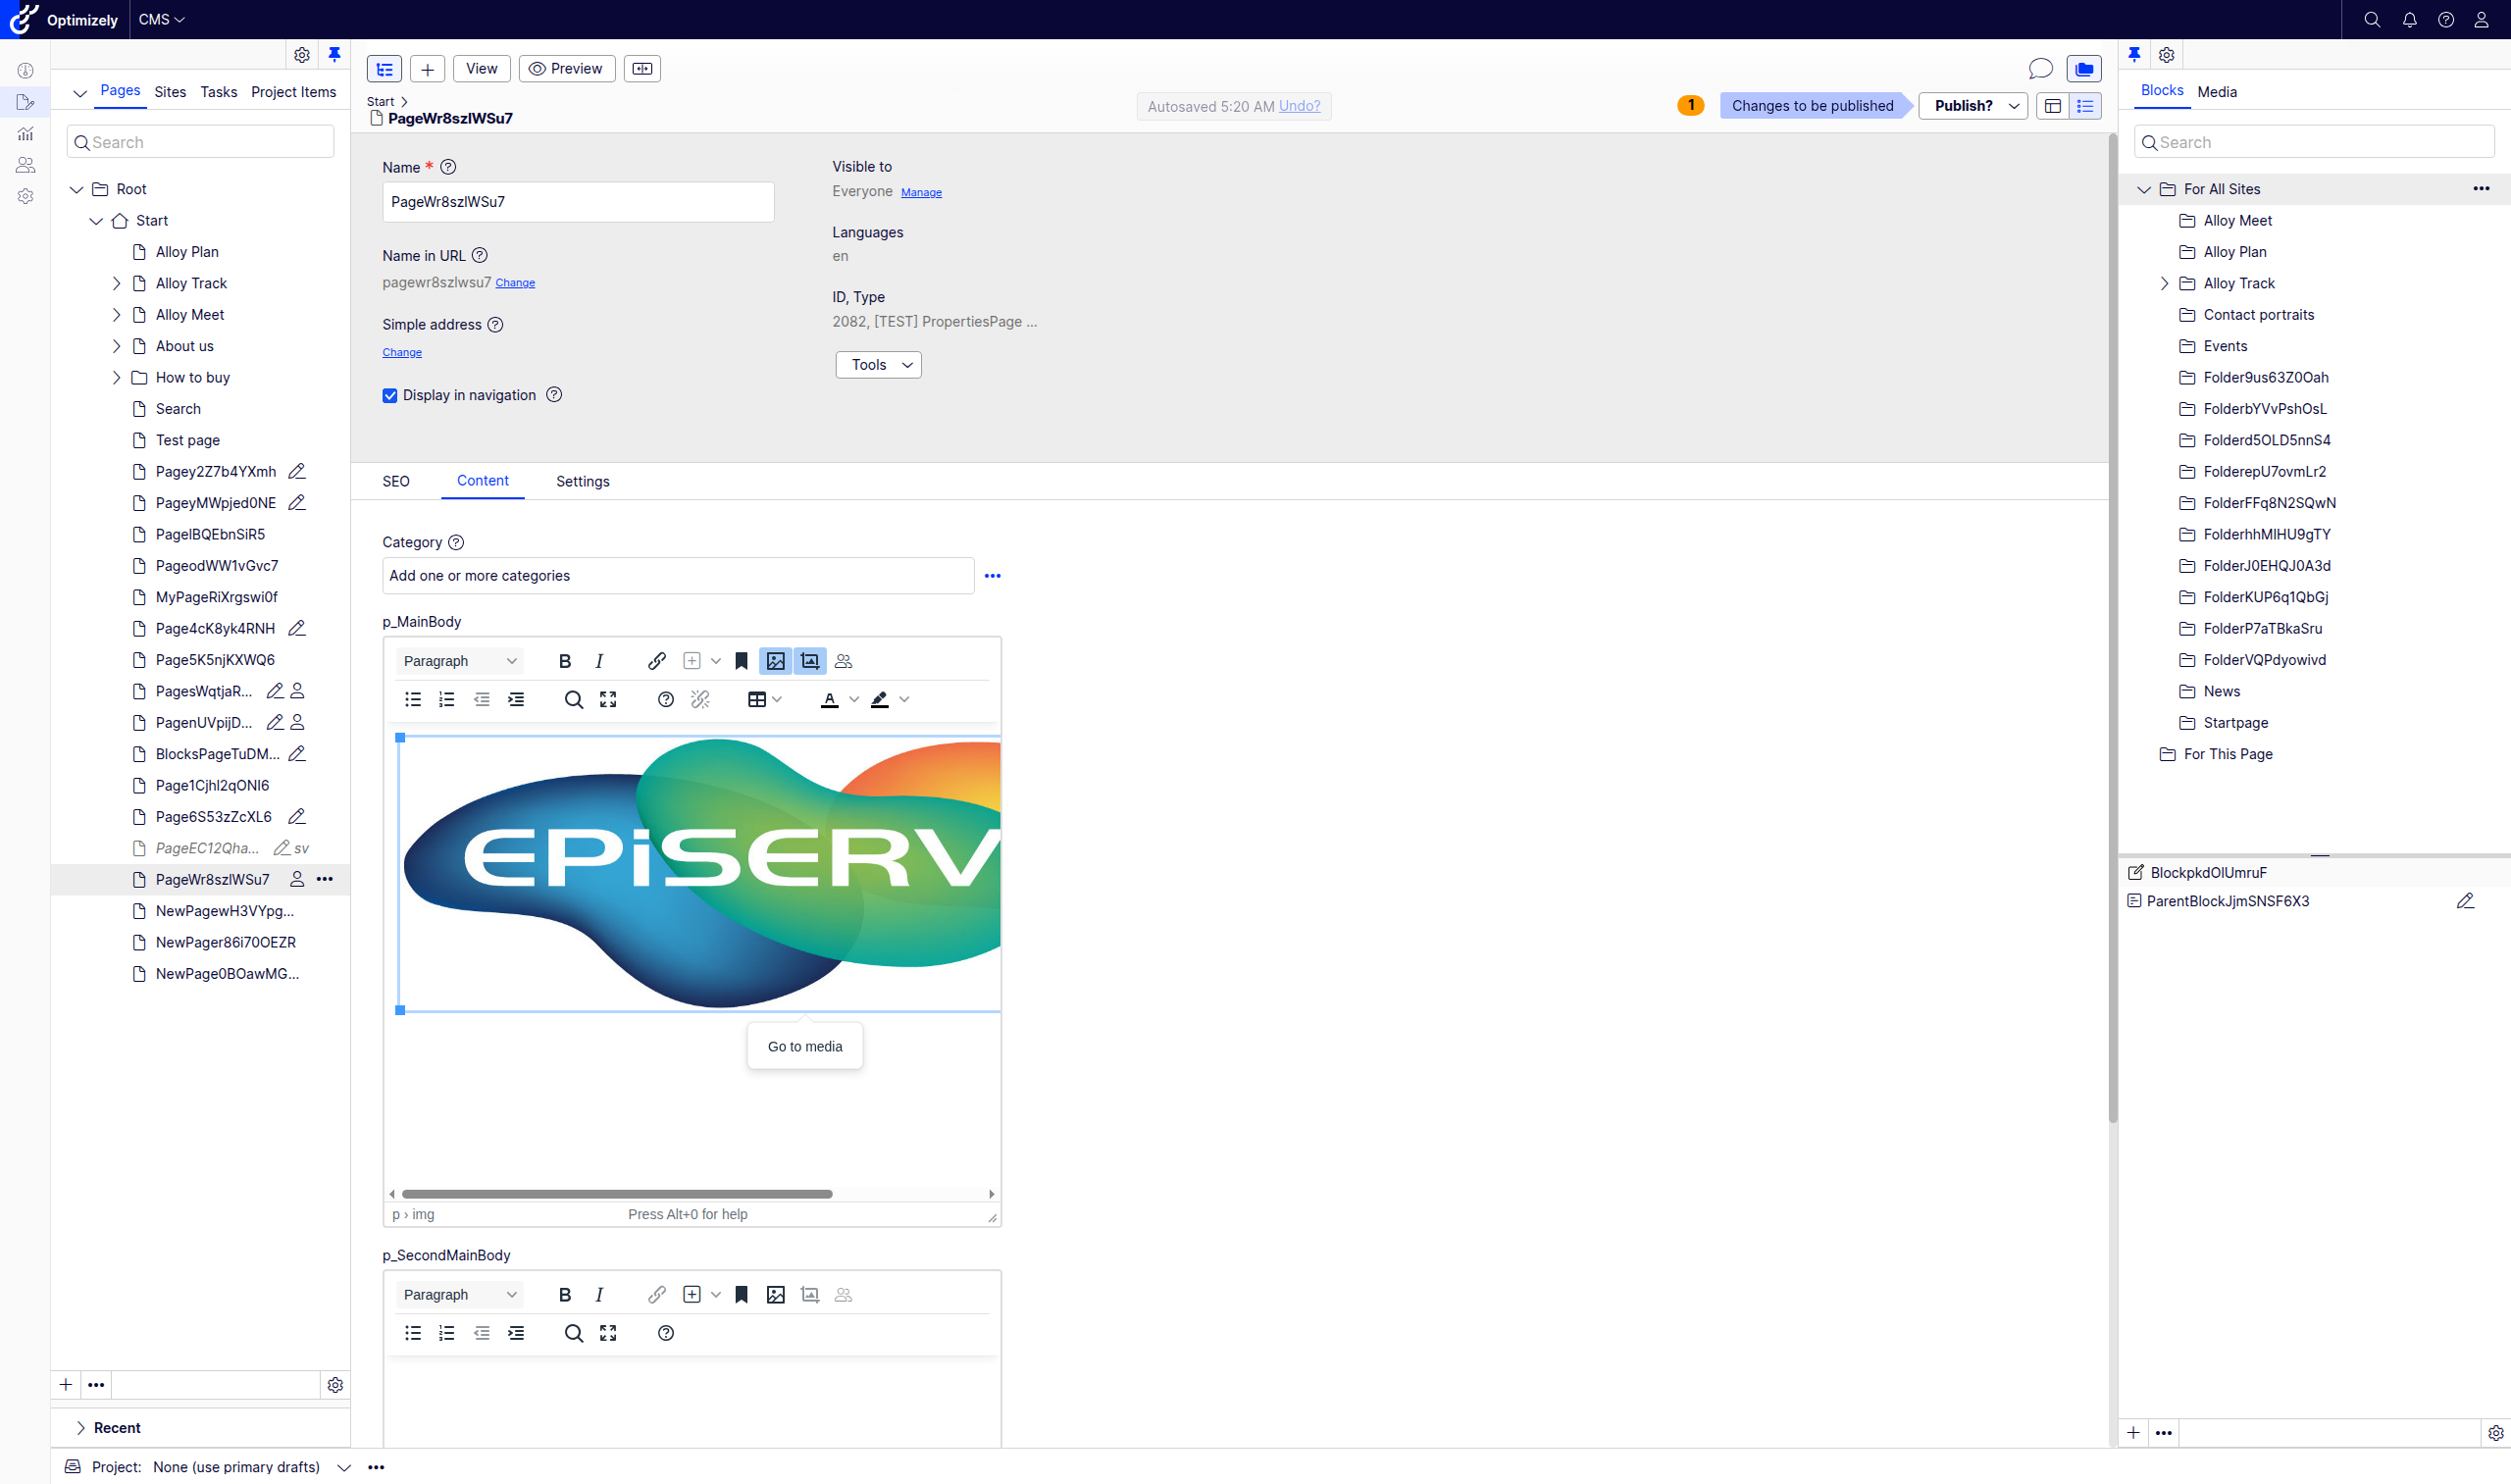 Optimizely
CMS
Pages
Sites
Tasks
Project Items
Search
Root
Start
Alloy Plan
Alloy Track
Alloy Meet
About us
How to buy
Search
Test page
Pagey2Z7b4YXmh
PageyMWpjed0NE
PagelBQEbnSiR5
PageodWW1vGvc7
MyPageRiXrgswi0f
Page4cK8yk4RNH
Page5K5njKXWQ6
PagesWqtjaR...
PagenUVpijD...
BlocksPageTuDM...
Page1Cjhl2qONI6
Page6S53zZcXL6
PageEC12Qha... sv
PageWr8szlWSu7
NewPagewH3VYpg...
NewPager86i70OEZR
NewPage0BOawMG...
Recent
Project: None (use primary drafts)
View
Preview
Start
PageWr8szlWSu7
Autosaved 5:20 AM Undo?
1
Changes to be published
Publish?
Name *
PageWr8szlWSu7
Name in URL
pagewr8szlwsu7 Change
Simple address
Change
Display in navigation
Visible to
Everyone Manage
Languages
en
ID, Type
2082, [TEST] PropertiesPage ...
Tools
SEO
Content
Settings
Category
Add one or more categories
p_MainBody
Paragraph
EPiSERV
Go to media
p › img
Press Alt+0 for help
p_SecondMainBody
Paragraph
Blocks
Media
Search
For All Sites
Alloy Meet
Alloy Plan
Alloy Track
Contact portraits
Events
Folder9us63Z0Oah
FolderbYVvPshOsL
Folderd5OLD5nnS4
FolderepU7ovmLr2
FolderFFq8N2SQwN
FolderhhMIHU9gTY
FolderJ0EHQJ0A3d
FolderKUP6q1QbGj
FolderP7aTBkaSru
FolderVQPdyowivd
News
Startpage
For This Page
BlockpkdOlUmruF
ParentBlockJjmSNSF6X3